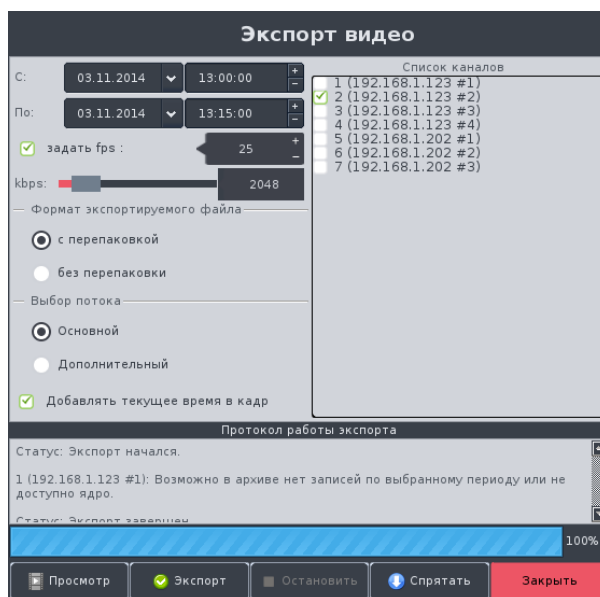 Экспорт видео
С: 03.11.2014 13:00:00 + −
По: 03.11.2014 13:15:00 + −
задать fps : 25 + −
kbps: 2048
Формат экспортируемого файла
с перепаковкой
без перепаковки
Выбор потока
Основной
Дополнительный
Добавлять текущее время в кадр
Список каналов
1 (192.168.1.123 #1)
2 (192.168.1.123 #2)
3 (192.168.1.123 #3)
4 (192.168.1.123 #4)
5 (192.168.1.202 #1)
6 (192.168.1.202 #2)
7 (192.168.1.202 #3)
Протокол работы экспорта
Статус: Экспорт начался.
1 (192.168.1.123 #1): Возможно в архиве нет записей по выбранному периоду или не
доступно ядро.
Статус: Экспорт завершен
100%
Просмотр Экспорт Остановить Спрятать Закрыть